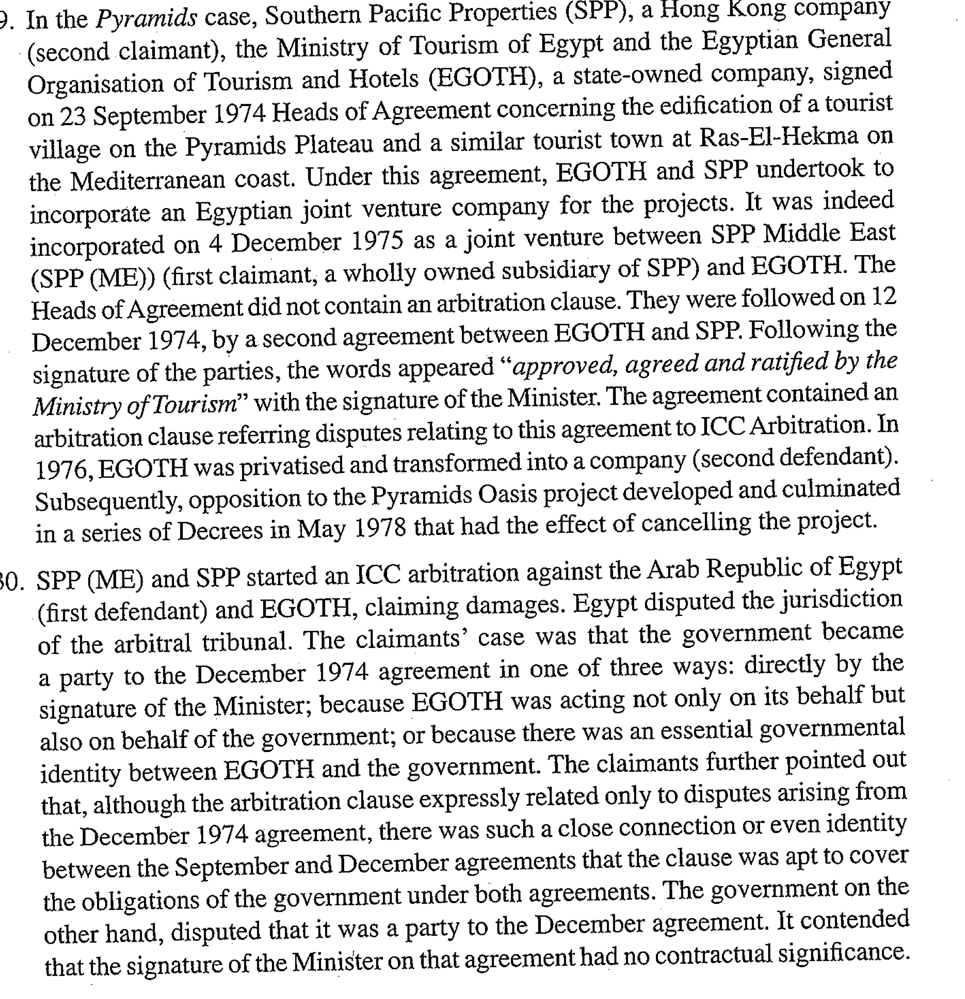 9. In the Pyramids case, Southern Pacific Properties (SPP), a Hong Kong company
(second claimant), the Ministry of Tourism of Egypt and the Egyptian General
Organisation of Tourism and Hotels (EGOTH), a state-owned company, signed
on 23 September 1974 Heads of Agreement concerning the edification of a tourist
village on the Pyramids Plateau and a similar tourist town at Ras-El-Hekma on
the Mediterranean coast. Under this agreement, EGOTH and SPP undertook to
incorporate an Egyptian joint venture company for the projects. It was indeed
incorporated on 4 December 1975 as a joint venture between SPP Middle East
(SPP (ME)) (first claimant, a wholly owned subsidiary of SPP) and EGOTH. The
Heads of Agreement did not contain an arbitration clause. They were followed on 12
December 1974, by a second agreement between EGOTH and SPP. Following the
signature of the parties, the words appeared “approved, agreed and ratified by the
Ministry of Tourism” with the signature of the Minister. The agreement contained an
arbitration clause referring disputes relating to this agreement to ICC Arbitration. In
1976, EGOTH was privatised and transformed into a company (second defendant).
Subsequently, opposition to the Pyramids Oasis project developed and culminated
in a series of Decrees in May 1978 that had the effect of cancelling the project.
30. SPP (ME) and SPP started an ICC arbitration against the Arab Republic of Egypt
(first defendant) and EGOTH, claiming damages. Egypt disputed the jurisdiction
of the arbitral tribunal. The claimants’ case was that the government became
a party to the December 1974 agreement in one of three ways: directly by the
signature of the Minister; because EGOTH was acting not only on its behalf but
also on behalf of the government; or because there was an essential governmental
identity between EGOTH and the government. The claimants further pointed out
that, although the arbitration clause expressly related only to disputes arising from
the December 1974 agreement, there was such a close connection or even identity
between the September and December agreements that the clause was apt to cover
the obligations of the government under both agreements. The government on the
other hand, disputed that it was a party to the December agreement. It contended
that the signature of the Minister on that agreement had no contractual significance.